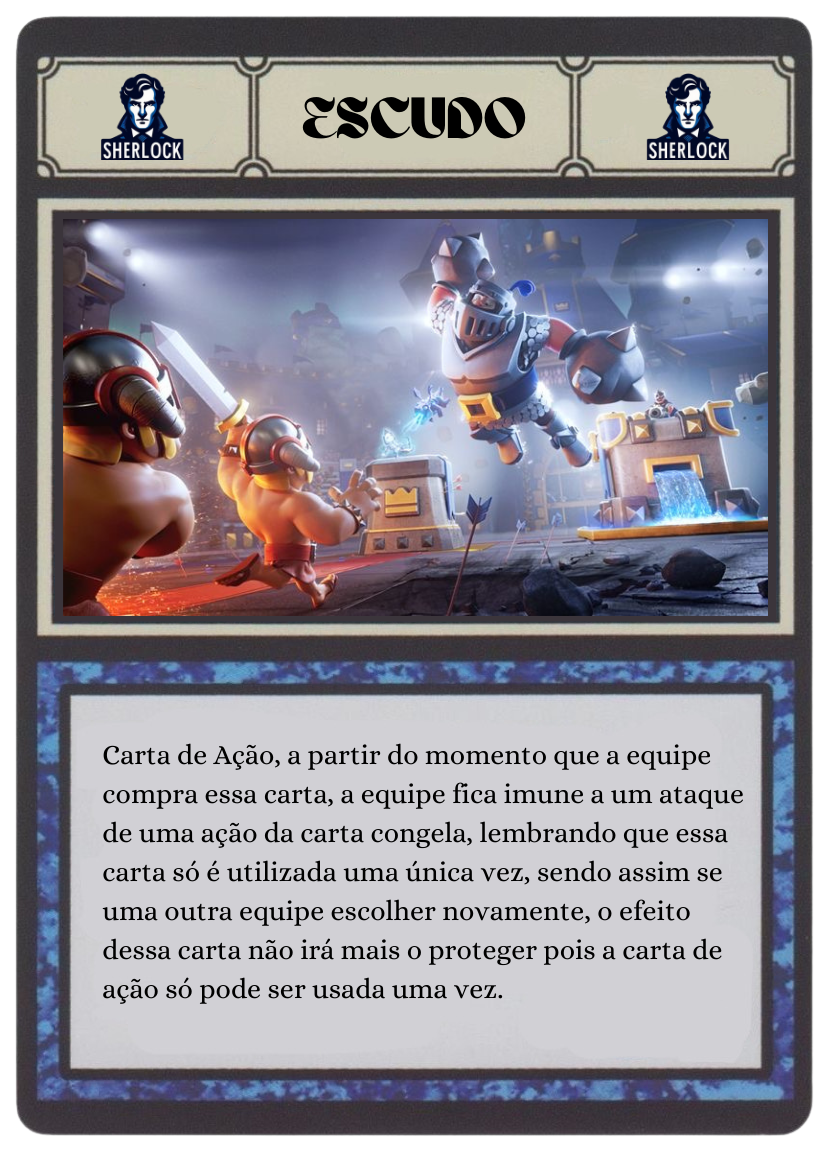 SHERLOCK
ESCUDO
SHERLOCK
Carta de Ação, a partir do momento que a equipe
compra essa carta, a equipe fica imune a um ataque
de uma ação da carta congela, lembrando que essa
carta só é utilizada uma única vez, sendo assim se
uma outra equipe escolher novamente, o efeito
dessa carta não irá mais o proteger pois a carta de
ação só pode ser usada uma vez.